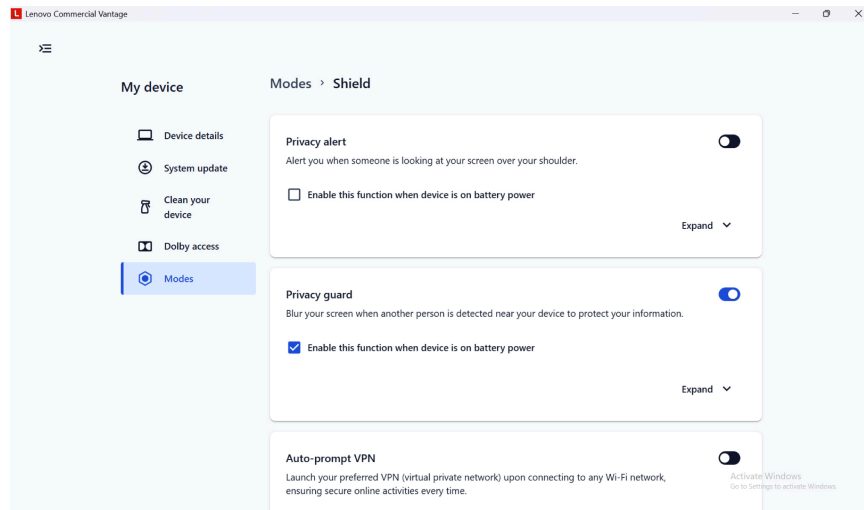 L Lenovo Commercial Vantage
My device
Device details
System update
Clean your
device
Dolby access
Modes
Modes > Shield
Privacy alert
Alert you when someone is looking at your screen over your shoulder.
Enable this function when device is on battery power
Expand
Privacy guard
Blur your screen when another person is detected near your device to protect your information.
Enable this function when device is on battery power
Expand
Auto-prompt VPN
Launch your preferred VPN (virtual private network) upon connecting to any Wi-Fi network,
ensuring secure online activities every time.
Activate Windows
Go to Settings to activate Windows.